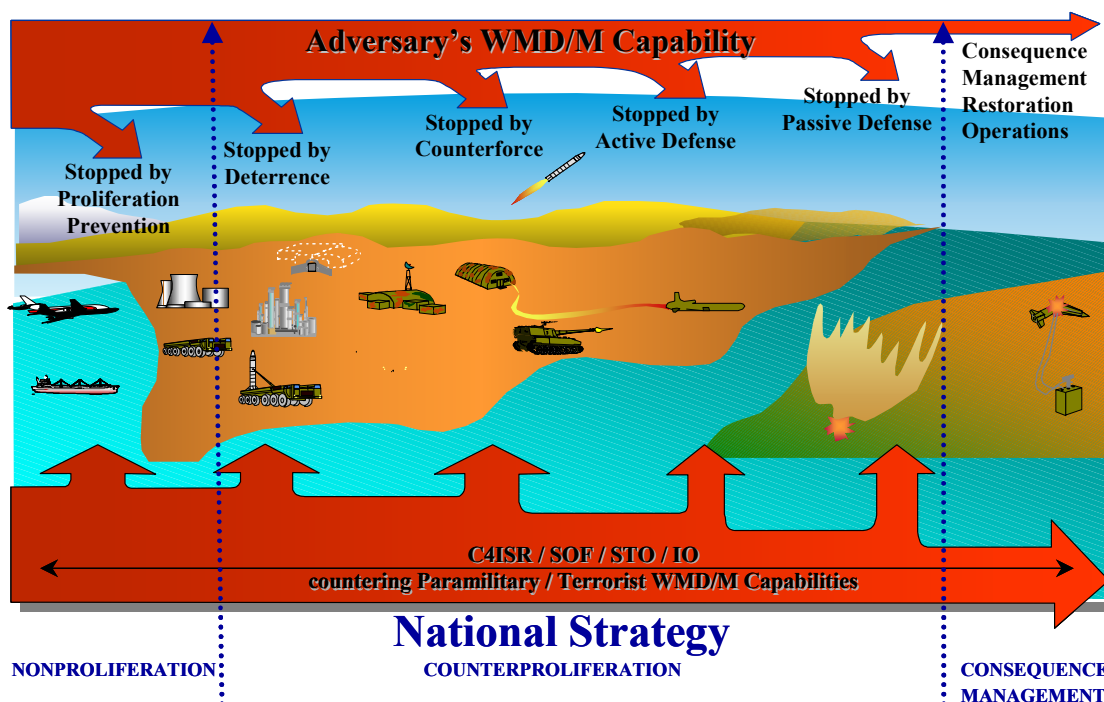 Adversary's WMD/M Capability
Stopped by
Proliferation
Prevention
Stopped by
Deterrence
Stopped by
Counterforce
Stopped by
Active Defense
Stopped by
Passive Defense
Consequence
Management
Restoration
Operations
C4ISR / SOF / STO / IO
countering Paramilitary / Terrorist WMD/M Capabilities
National Strategy
NONPROLIFERATION
COUNTERPROLIFERATION
CONSEQUENCE
MANAGEMENT